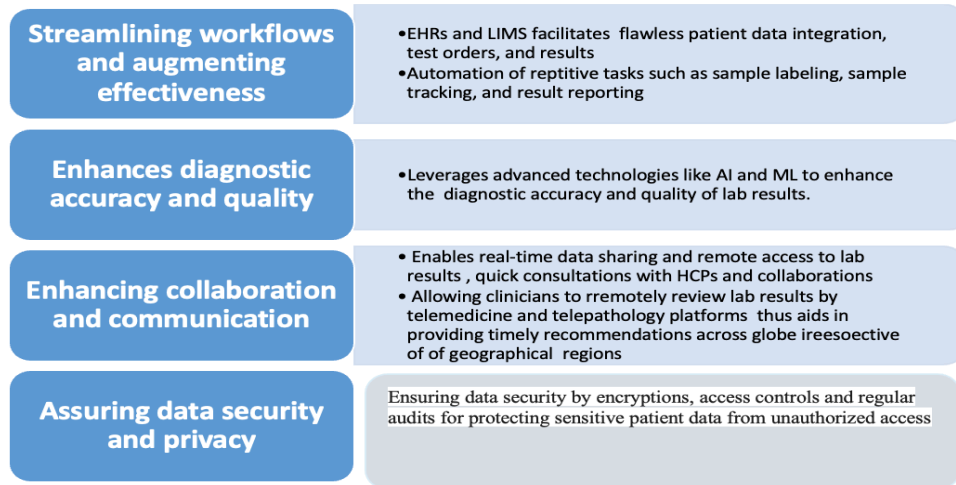 Streamlining workflows
and augmenting
effectiveness
•EHRs and LIMS facilitates flawless patient data integration,
test orders, and results
•Automation of reptitive tasks such as sample labeling, sample
tracking, and result reporting
Enhances diagnostic
accuracy and quality
•Leverages advanced technologies like AI and ML to enhance
the diagnostic accuracy and quality of lab results.
Enhancing collaboration
and communication
• Enables real-time data sharing and remote access to lab
results , quick consultations with HCPs and collaborations
• Allowing clinicians to rremotely review lab results by
telemedicine and telepathology platforms thus aids in
providing timely recommendations across globe ireesoective
of of geographical regions
Assuring data security
and privacy
Ensuring data security by encryptions, access controls and regular
audits for protecting sensitive patient data from unauthorized access